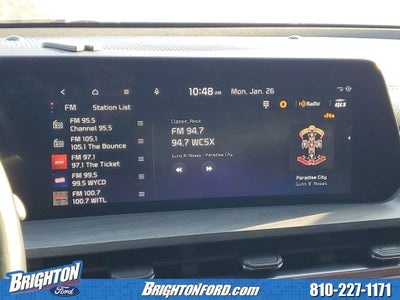 10:48 AM Mon, Jan. 26
FM Station List
HD Radio
dts
FM 95.5
Channel 95.5
FM 105.1
105.1 The Bounce
FM 97.1
97.1 The Ticket
FM 99.5
99.5 WYCD
FM 100.7
100.7 WITL
Classic_Rock
FM 94.7
94.7 WCSX
Guns N' Roses - Paradise City
Paradise City
Guns N' Roses
BRIGHTON
Ford
BRIGHTONFORD.COM
810-227-1171